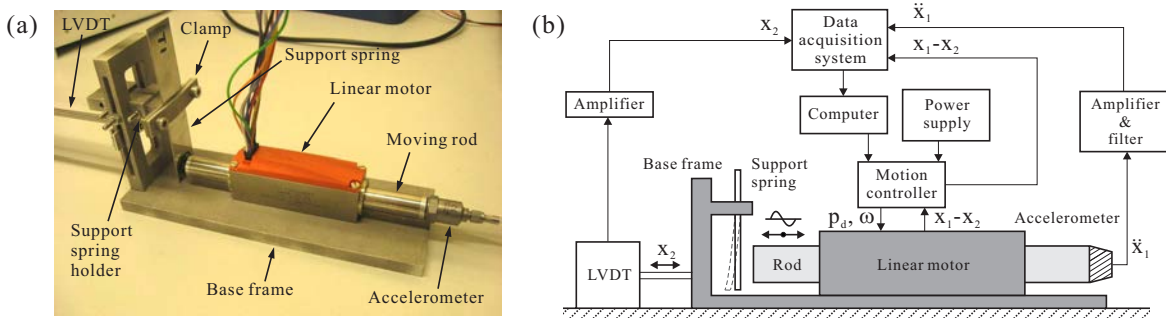 (a)
LVDT
Clamp
Support spring
Linear motor
Moving rod
Support
spring
holder
Base frame
Accelerometer
(b)
x₂
Data
acquisition
system
ẍ₁
x₁-x₂
Amplifier
Computer
Power
supply
Amplifier
&
filter
Base frame
Support
spring
Motion
controller
p_d, ω
x₁-x₂
Accelerometer
ẍ₁
x₂
LVDT
Rod
Linear motor